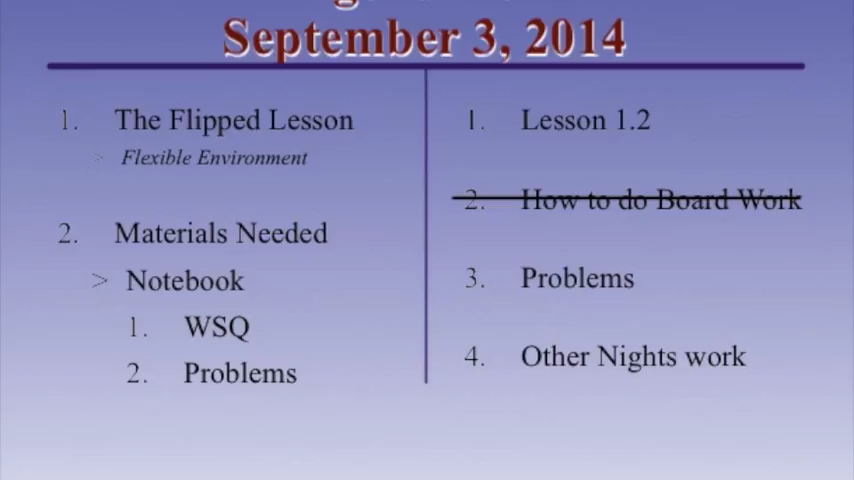 September 3, 2014
1. The Flipped Lesson
> Flexible Environment
2. Materials Needed
> Notebook
1. WSQ
2. Problems
1. Lesson 1.2
2. How to do Board Work
3. Problems
4. Other Nights work